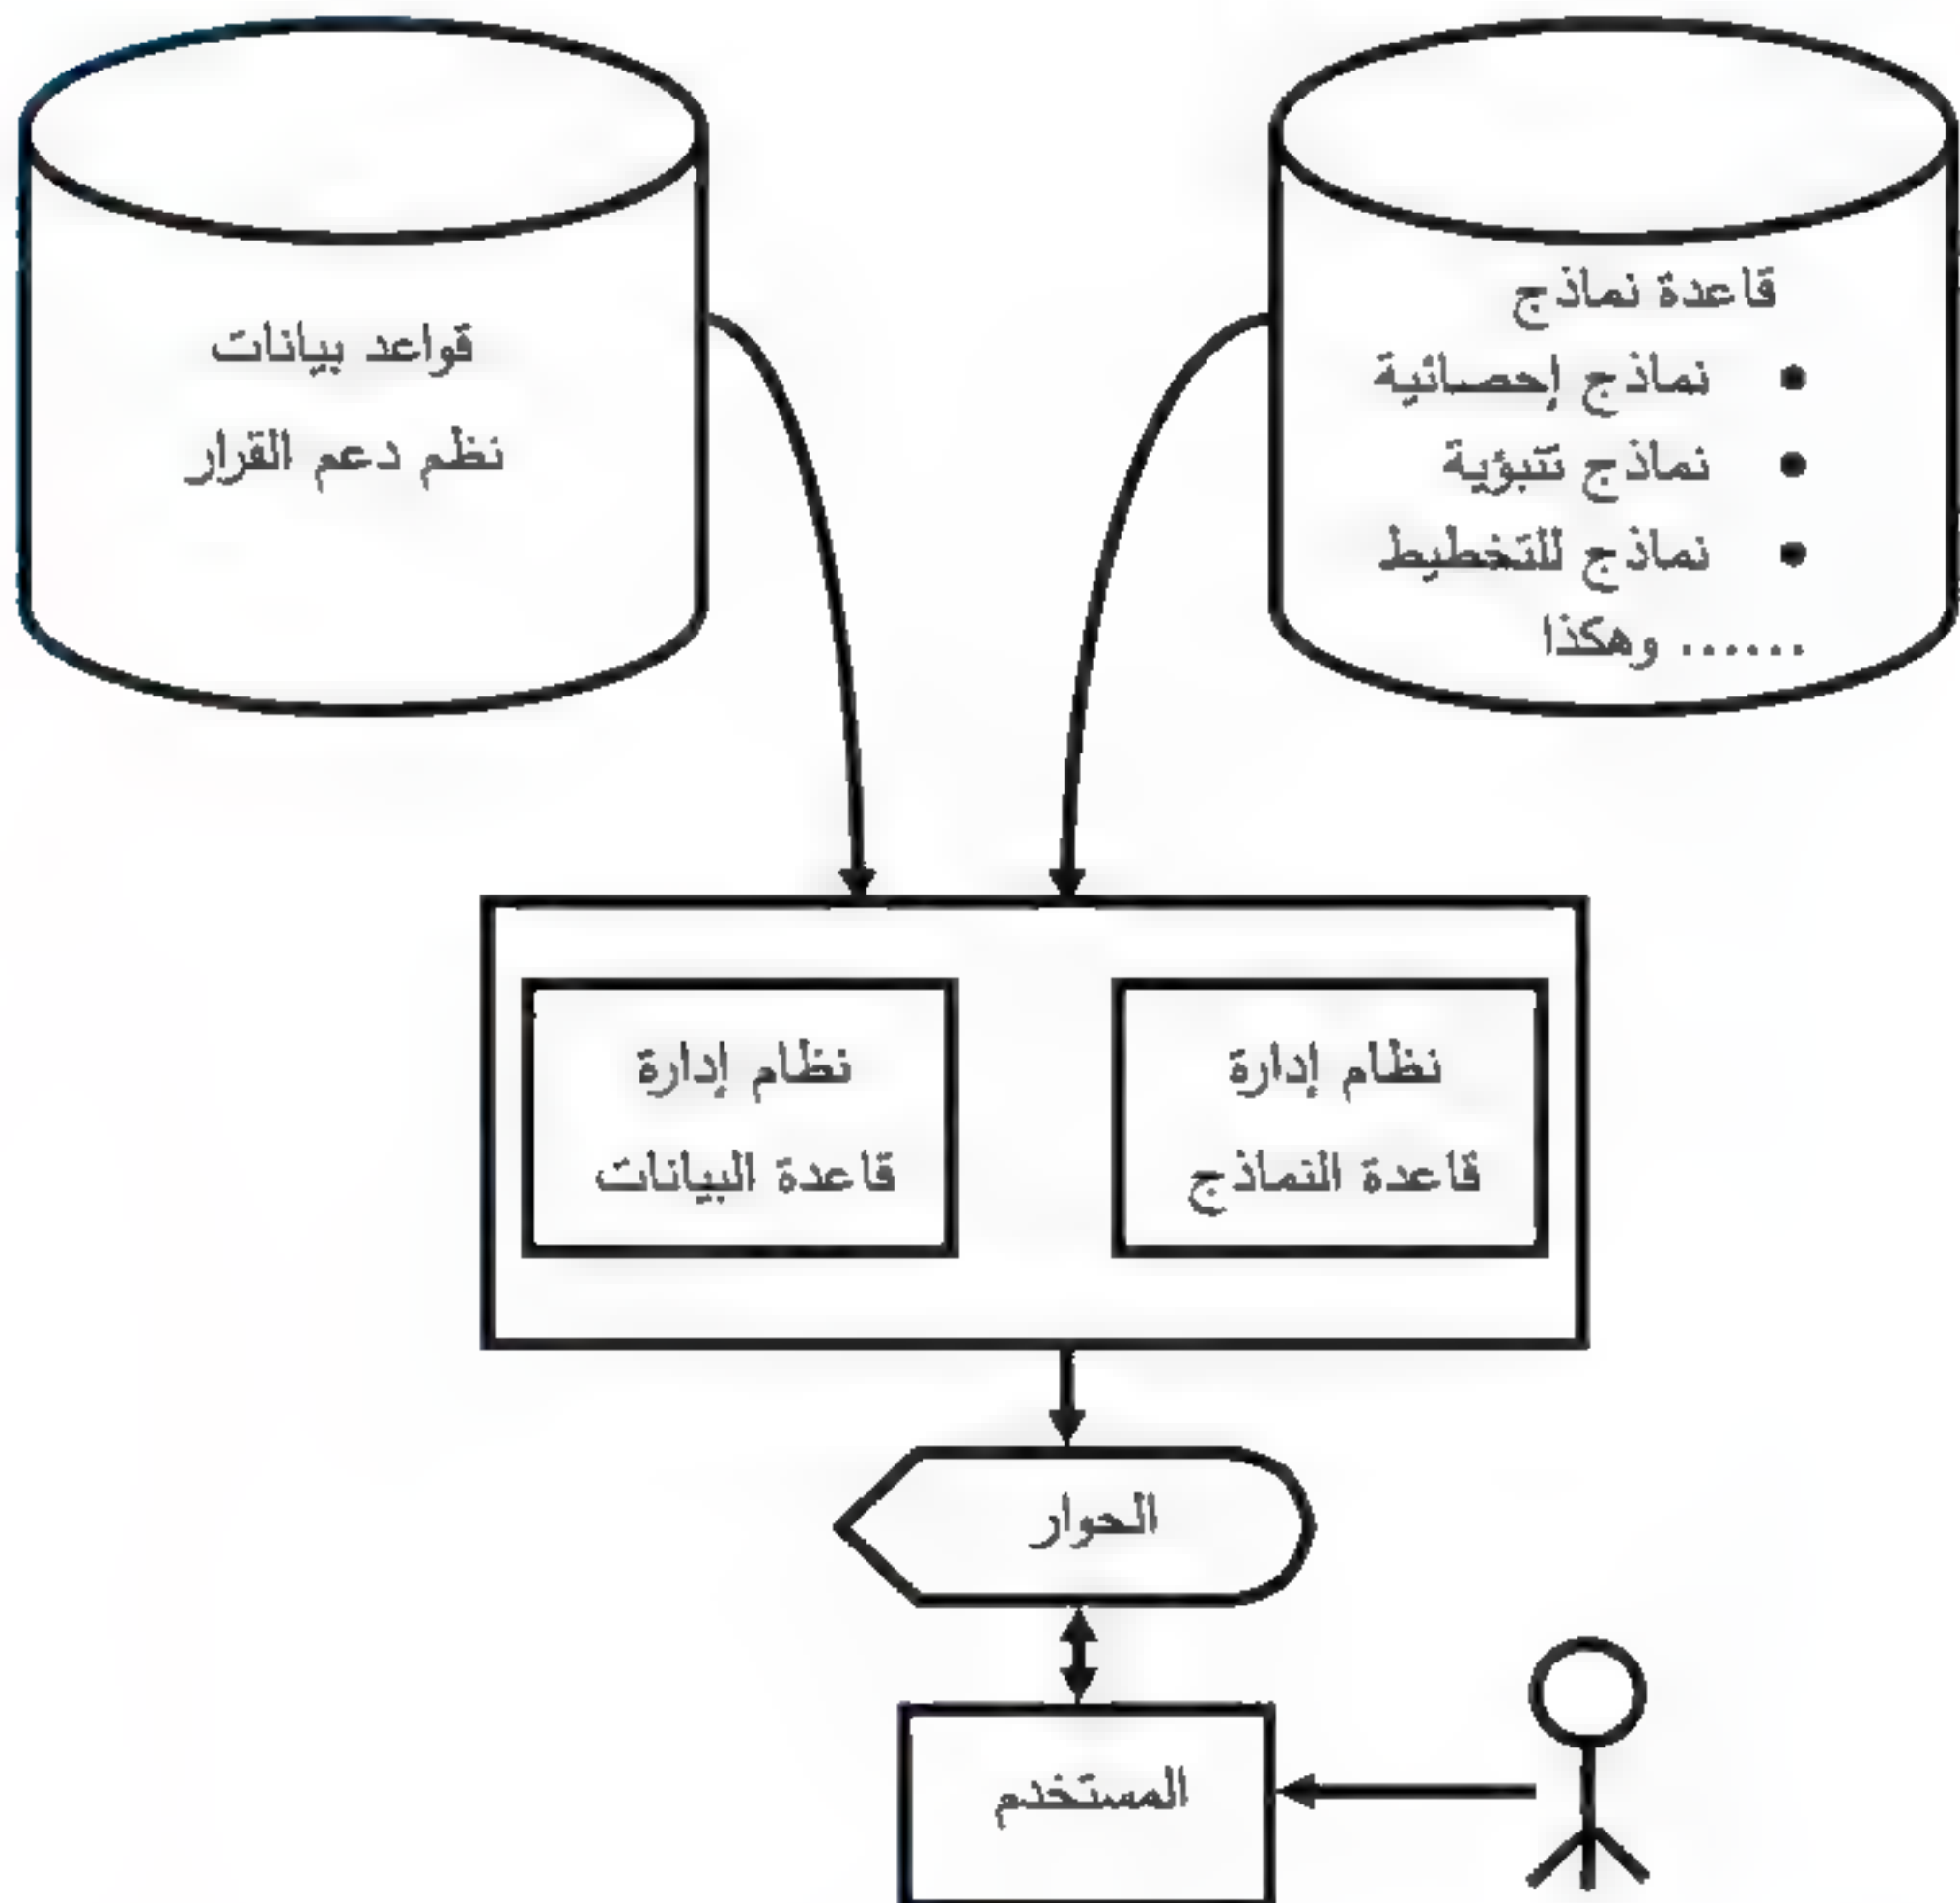 قاعدة نماذج
• نماذج إحصائية
• نماذج تنبؤية
• نماذج للتخطيط
...... وهكذا
قواعد بيانات
نظم دعم القرار
نظام إدارة
قاعدة النماذج
نظام إدارة
قاعدة البيانات
الحوار
المستخدم